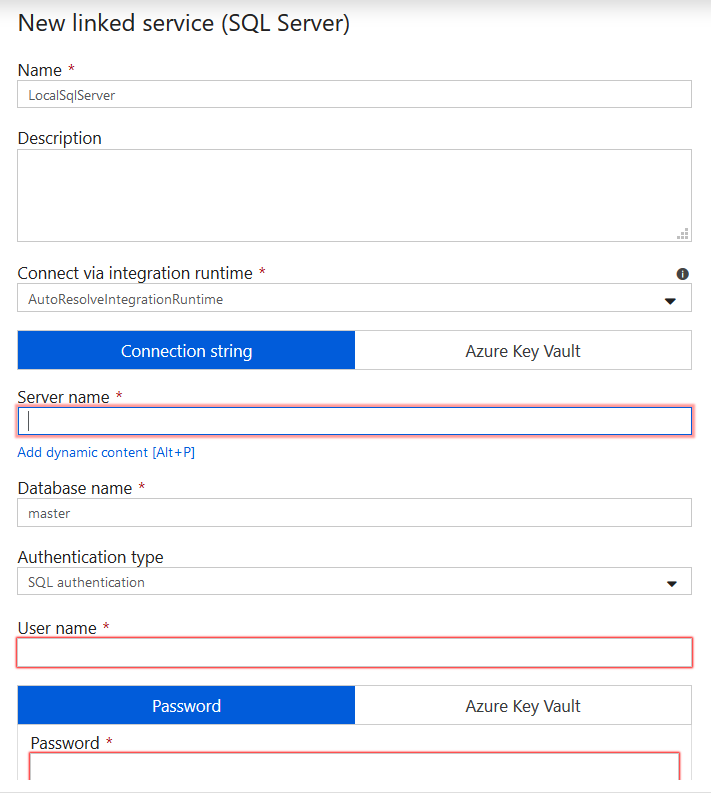 New linked service (SQL Server)
Name *
LocalSqlServer
Description
Connect via integration runtime *
AutoResolveIntegrationRuntime
Connection string
Azure Key Vault
Server name *
Add dynamic content [Alt+P]
Database name *
master
Authentication type
SQL authentication
User name *
Password
Azure Key Vault
Password *